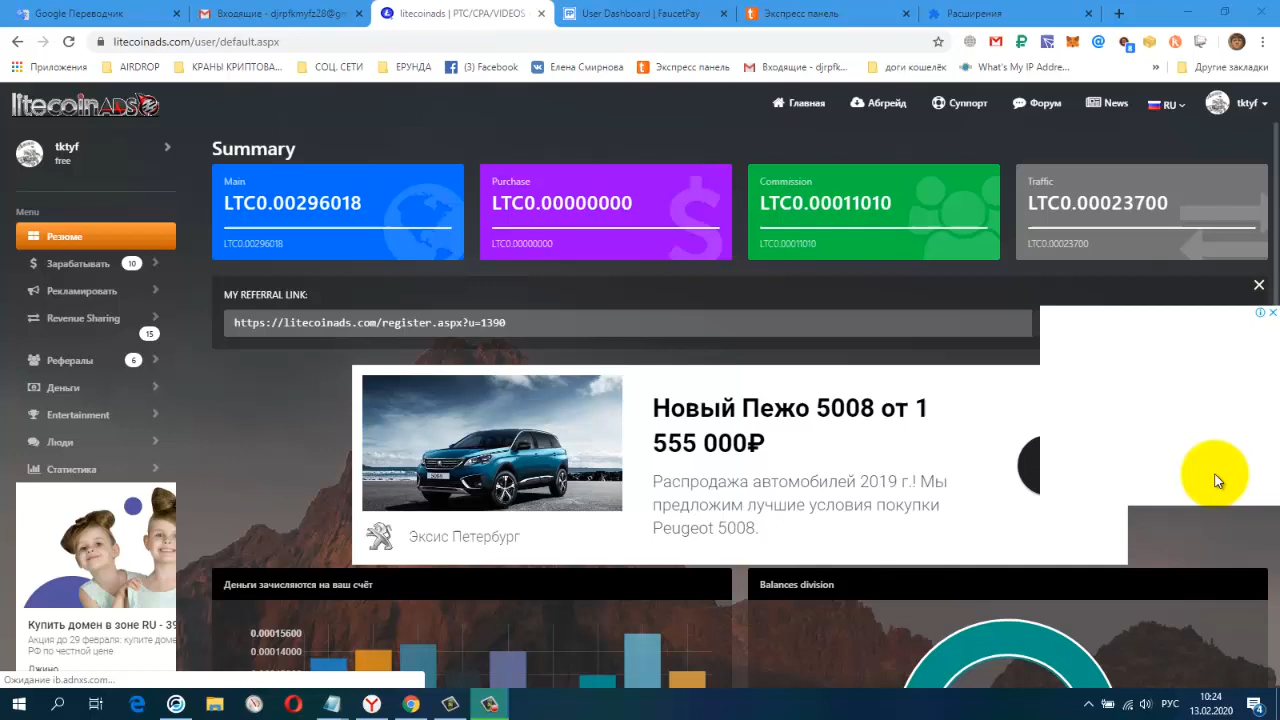 Google Переводч
Входящие - djrpfkmyfz28@gm
litecoinads | PTC/CPA/VIDEOS
User Dashboard | FaucetPay
Экспресс панель
Расширения
litecoinads.com/user/default.aspx
Приложения
AIRDROP
КРАНЫ КРИПТОВА...
СОЦ. СЕТИ
ЕРУНДА
(3) Facebook
Елена Смирнова
Экспресс панель
Входящие - djrpfk...
доги кошелёк
What's My IP Addre...
»
Другие закладки
litecoinADS
Главная
Абгрейд
Суппорт
Форум
News
RU
tktyf
tktyf
free
Menu
Резюме
Зарабатывать 10
Рекламировать
Revenue Sharing
15
Рефералы 6
Деньги
Entertainment
Люди
Статистика
Summary
Main
LTC0.00296018
LTC0.00296018
Purchase
LTC0.00000000
LTC0.00000000
Commission
LTC0.00011010
LTC0.00011010
Traffic
LTC0.00023700
LTC0.00023700
MY REFERRAL LINK:
https://litecoinads.com/register.aspx?u=1390
Новый Пежо 5008 от 1
555 000₽
Распродажа автомобилей 2019 г.! Мы
предложим лучшие условия покупки
Peugeot 5008.
Эксис Петербург
Купить домен в зоне RU - 39
Акция до 29 февраля: купите доме
РФ по честной цене
Джино
Деньги зачисляются на ваш счёт
0.00015600
0.00014000
Balances division
Ожидание ib.adnxs.com...
РУС
10:24
13.02.2020
4